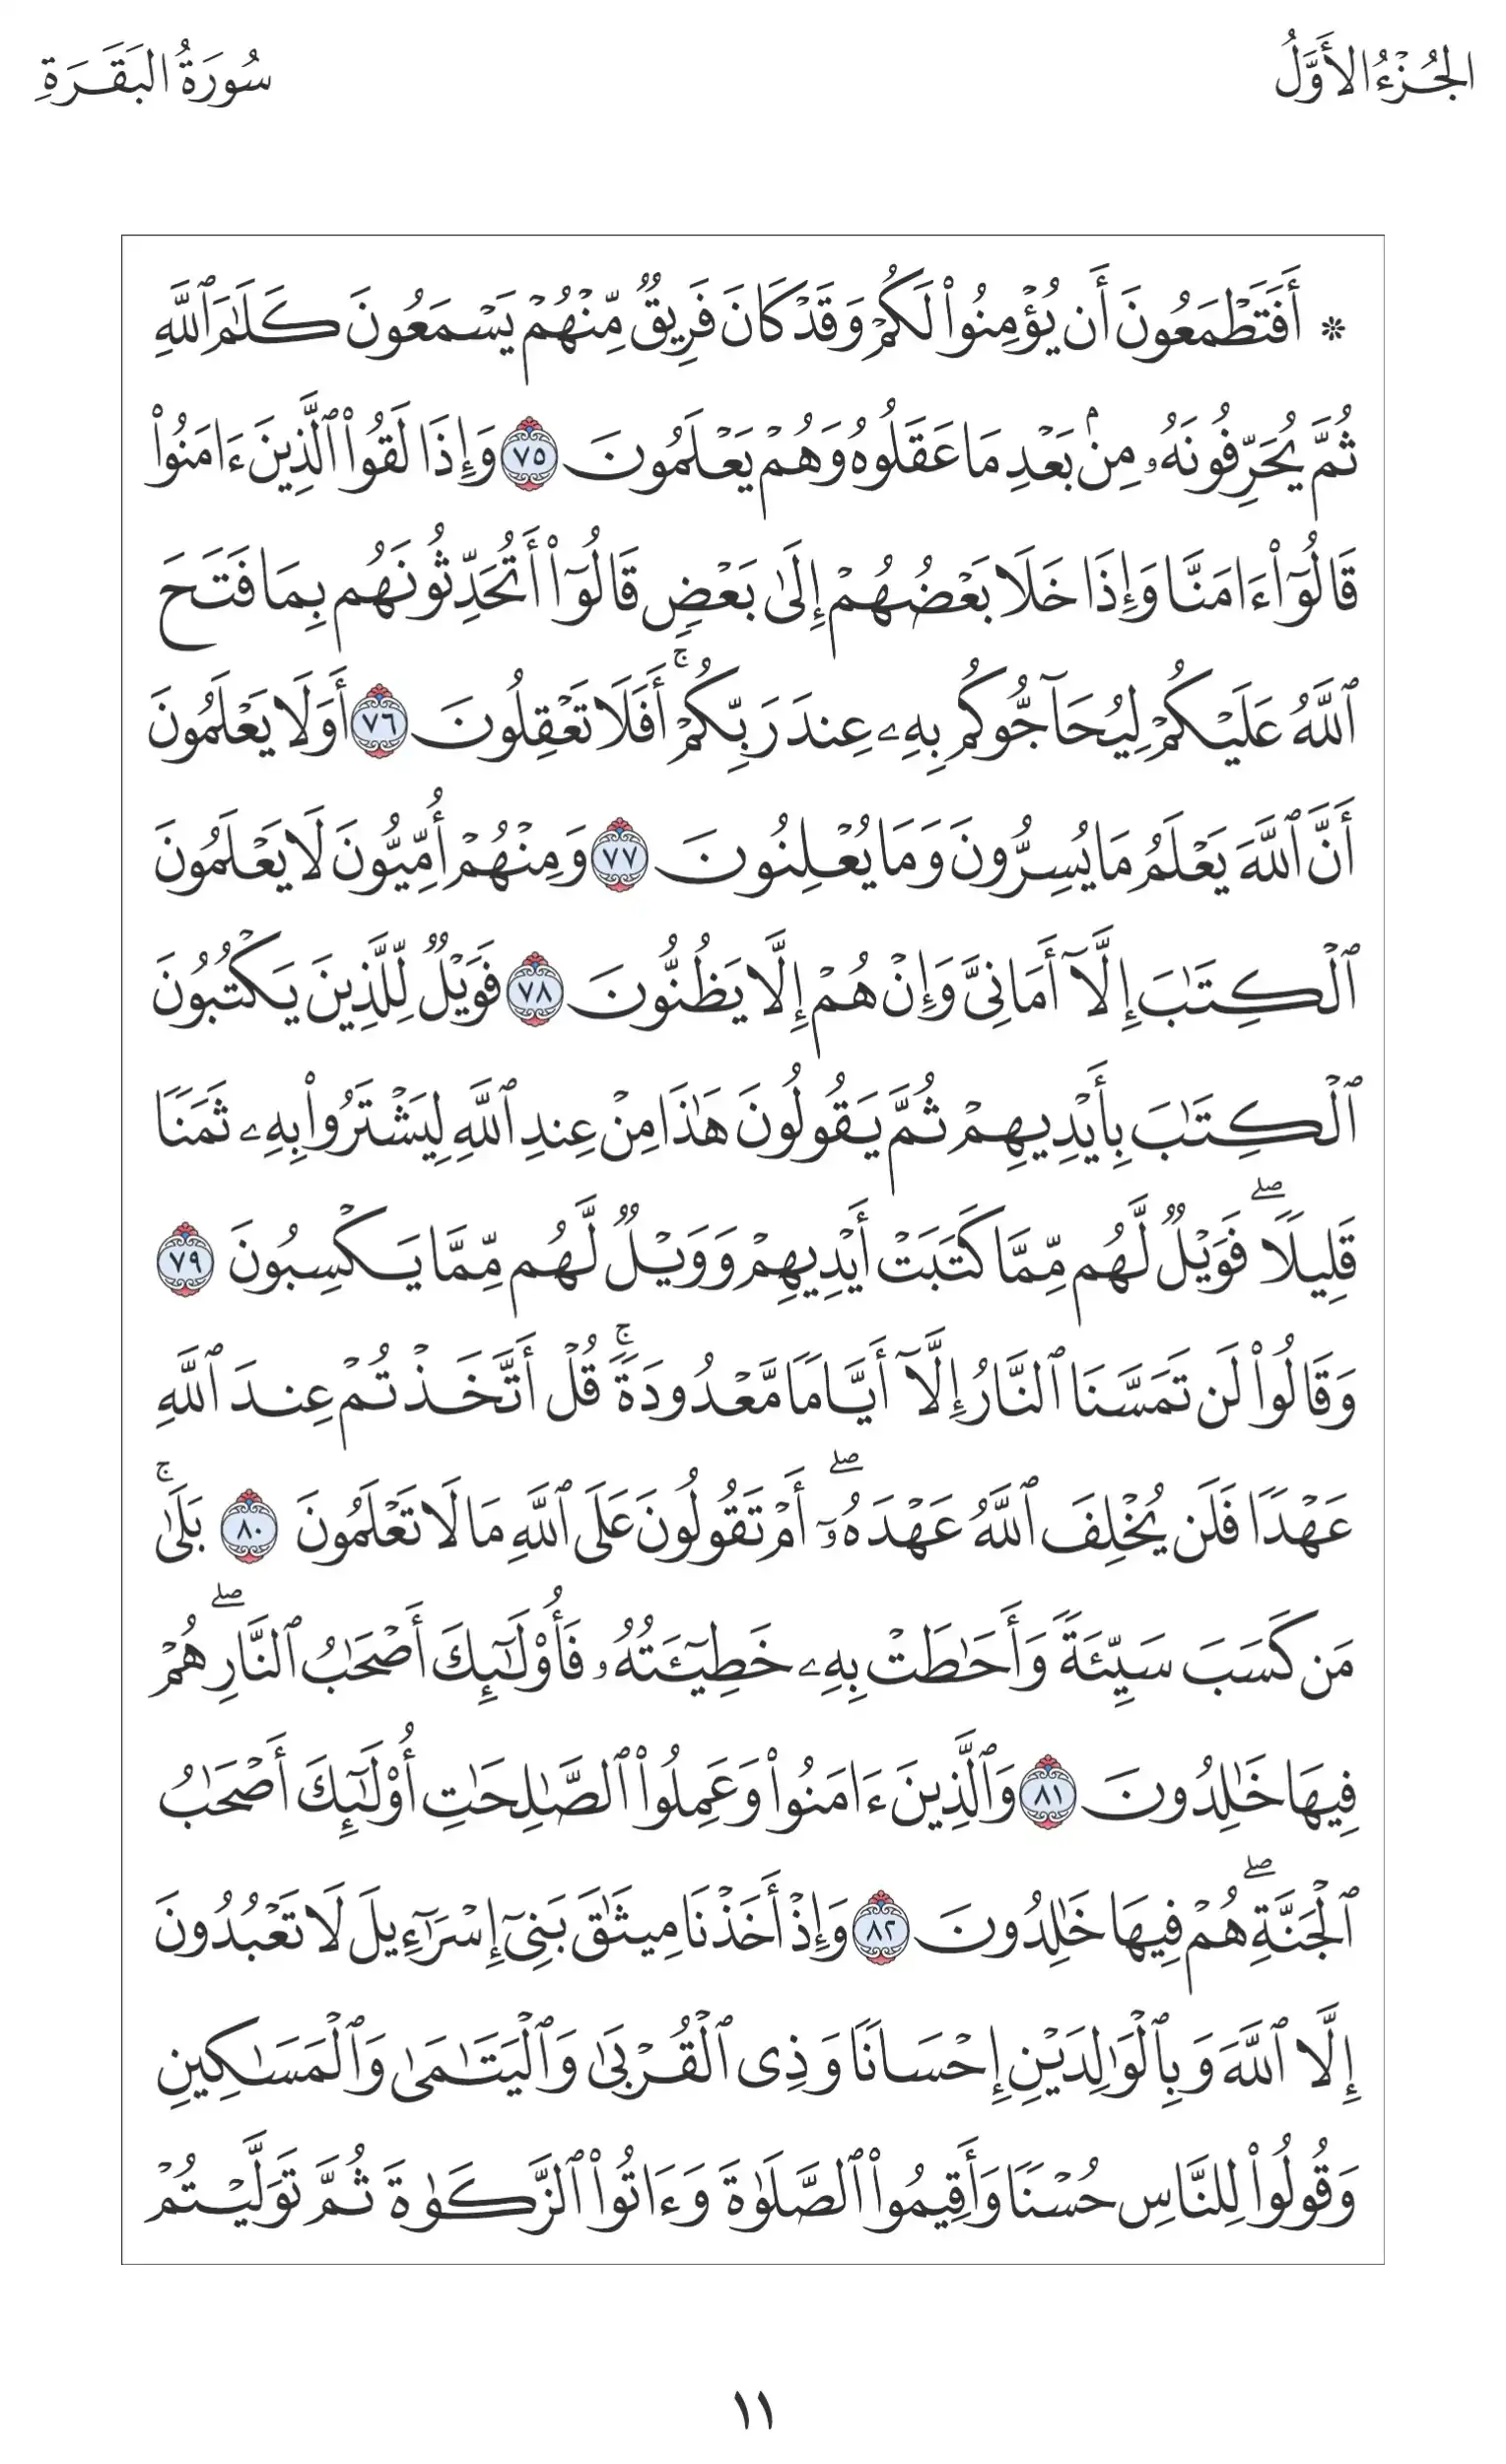 الجُزْءُ الأَوَّلُ
سُورَةُ البَقَرَةِ
۞ أَفَتَطۡمَعُونَ أَن يُؤۡمِنُواْ لَكُمۡ وَقَدۡ كَانَ فَرِيقٞ مِّنۡهُمۡ يَسۡمَعُونَ كَلَٰمَ ٱللَّهِ
ثُمَّ يُحَرِّفُونَهُۥ مِنۢ بَعۡدِ مَا عَقَلُوهُ وَهُمۡ يَعۡلَمُونَ ٧٥ وَإِذَا لَقُواْ ٱلَّذِينَ ءَامَنُواْ
قَالُوٓاْ ءَامَنَّا وَإِذَا خَلَا بَعۡضُهُمۡ إِلَىٰ بَعۡضٖ قَالُوٓاْ أَتُحَدِّثُونَهُم بِمَا فَتَحَ
ٱللَّهُ عَلَيۡكُمۡ لِيُحَآجُّوكُم بِهِۦ عِندَ رَبِّكُمۡۚ أَفَلَا تَعۡقِلُونَ ٧٦ أَوَلَا يَعۡلَمُونَ
أَنَّ ٱللَّهَ يَعۡلَمُ مَا يُسِرُّونَ وَمَا يُعۡلِنُونَ ٧٧ وَمِنۡهُمۡ أُمِّيُّونَ لَا يَعۡلَمُونَ
ٱلۡكِتَٰبَ إِلَّآ أَمَانِيَّ وَإِنۡ هُمۡ إِلَّا يَظُنُّونَ ٧٨ فَوَيۡلٞ لِّلَّذِينَ يَكۡتُبُونَ
ٱلۡكِتَٰبَ بِأَيۡدِيهِمۡ ثُمَّ يَقُولُونَ هَٰذَا مِنۡ عِندِ ٱللَّهِ لِيَشۡتَرُواْ بِهِۦ ثَمَنٗا
قَلِيلٗاۖ فَوَيۡلٞ لَّهُم مِّمَّا كَتَبَتۡ أَيۡدِيهِمۡ وَوَيۡلٞ لَّهُم مِّمَّا يَكۡسِبُونَ ٧٩
وَقَالُواْ لَن تَمَسَّنَا ٱلنَّارُ إِلَّآ أَيَّامٗا مَّعۡدُودَةٗۚ قُلۡ أَتَّخَذۡتُمۡ عِندَ ٱللَّهِ
عَهۡدٗا فَلَن يُخۡلِفَ ٱللَّهُ عَهۡدَهُۥٓۖ أَمۡ تَقُولُونَ عَلَى ٱللَّهِ مَا لَا تَعۡلَمُونَ ٨٠ بَلَىٰۚ
مَن كَسَبَ سَيِّئَةٗ وَأَحَٰطَتۡ بِهِۦ خَطِيٓـَٔتُهُۥ فَأُوْلَٰٓئِكَ أَصۡحَٰبُ ٱلنَّارِۖ هُمۡ
فِيهَا خَٰلِدُونَ ٨١ وَٱلَّذِينَ ءَامَنُواْ وَعَمِلُواْ ٱلصَّٰلِحَٰتِ أُوْلَٰٓئِكَ أَصۡحَٰبُ
ٱلۡجَنَّةِۖ هُمۡ فِيهَا خَٰلِدُونَ ٨٢ وَإِذۡ أَخَذۡنَا مِيثَٰقَ بَنِيٓ إِسۡرَٰٓءِيلَ لَا تَعۡبُدُونَ
إِلَّا ٱللَّهَ وَبِٱلۡوَٰلِدَيۡنِ إِحۡسَانٗا وَذِي ٱلۡقُرۡبَىٰ وَٱلۡيَتَٰمَىٰ وَٱلۡمَسَٰكِينِ
وَقُولُواْ لِلنَّاسِ حُسۡنٗا وَأَقِيمُواْ ٱلصَّلَوٰةَ وَءَاتُواْ ٱلزَّكَوٰةَ ثُمَّ تَوَلَّيۡتُمۡ
١١